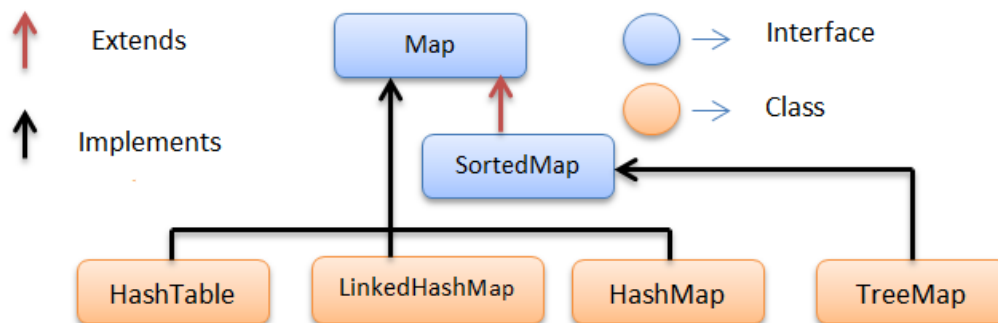 Extends
Map
Interface
Class
Implements
SortedMap
HashTable
LinkedHashMap
HashMap
TreeMap